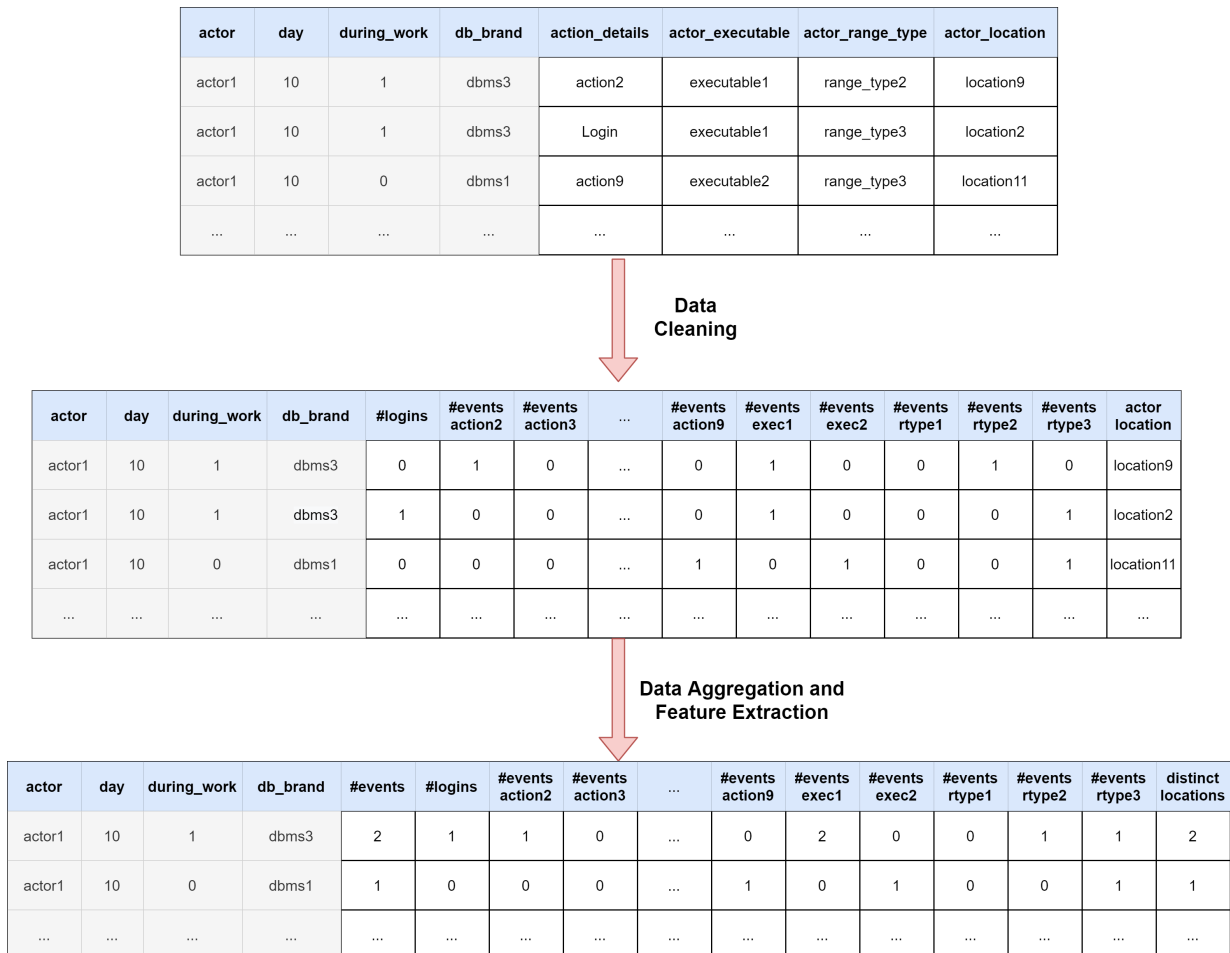 actor day during_work db_brand action_details actor_executable actor_range_type actor_location
actor1 10 1 dbms3 action2 executable1 range_type2 location9
actor1 10 1 dbms3 Login executable1 range_type3 location2
actor1 10 0 dbms1 action9 executable2 range_type3 location11
... ... ... ... ... ... ... ...
Data
Cleaning
actor day during_work db_brand #logins #events action2 #events action3 ... #events action9 #events exec1 #events exec2 #events rtype1 #events rtype2 #events rtype3 actor location
actor1 10 1 dbms3 0 1 0 ... 0 1 0 0 1 0 location9
actor1 10 1 dbms3 1 0 0 ... 0 1 0 0 0 1 location2
actor1 10 0 dbms1 0 0 0 ... 1 0 1 0 0 1 location11
... ... ... ... ... ... ... ... ... ... ... ... ... ... ...
Data Aggregation and
Feature Extraction
actor day during_work db_brand #events #logins #events action2 #events action3 ... #events action9 #events exec1 #events exec2 #events rtype1 #events rtype2 #events rtype3 distinct locations
actor1 10 1 dbms3 2 1 1 0 ... 0 2 0 0 1 1 2
actor1 10 0 dbms1 1 0 0 0 ... 1 0 1 0 0 1 1
... ... ... ... ... ... ... ... ... ... ... ... ... ... ... ...